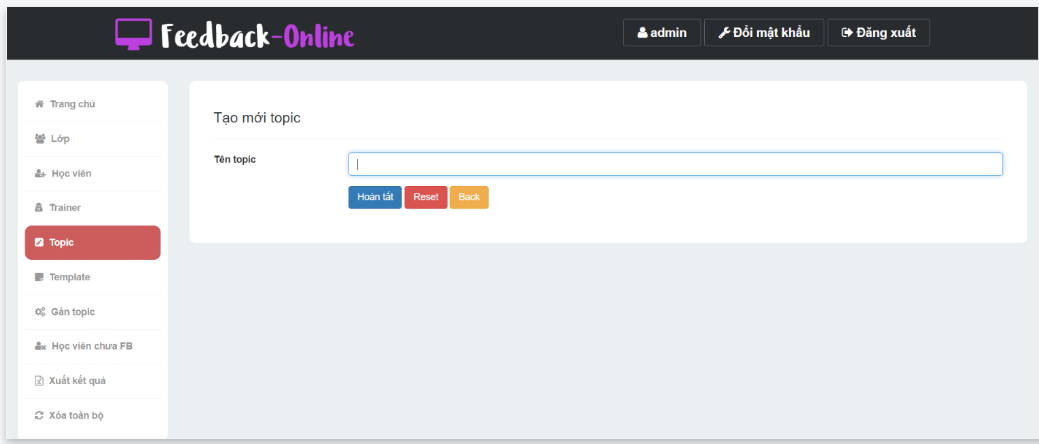 Feedback-Online
admin
Đổi mật khẩu
Đăng xuất
Trang chủ
Lớp
Học viên
Trainer
Topic
Template
Gán topic
Học viên chưa FB
Xuất kết quả
Xóa toàn bộ
Tạo mới topic
Tên topic
Hoàn tất Reset Back